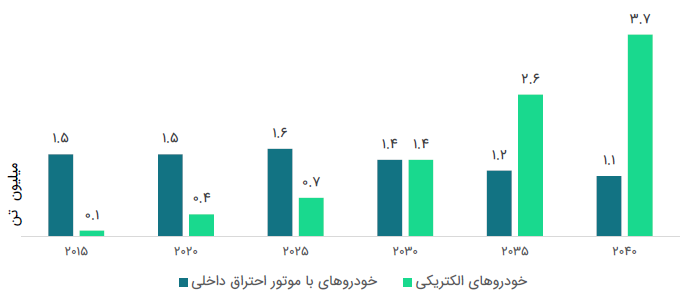 ۳.۷
۲.۶
۱.۵ ۱.۵ ۱.۶ ۱.۴ ۱.۴ ۱.۲ ۱.۱
۰.۱ ۰.۴ ۰.۷
میلیون تن
۲۰۱۵ ۲۰۲۰ ۲۰۲۵ ۲۰۳۰ ۲۰۳۵ ۲۰۴۰
خودروهای الکتریکی خودروهای با موتور احتراق داخلی